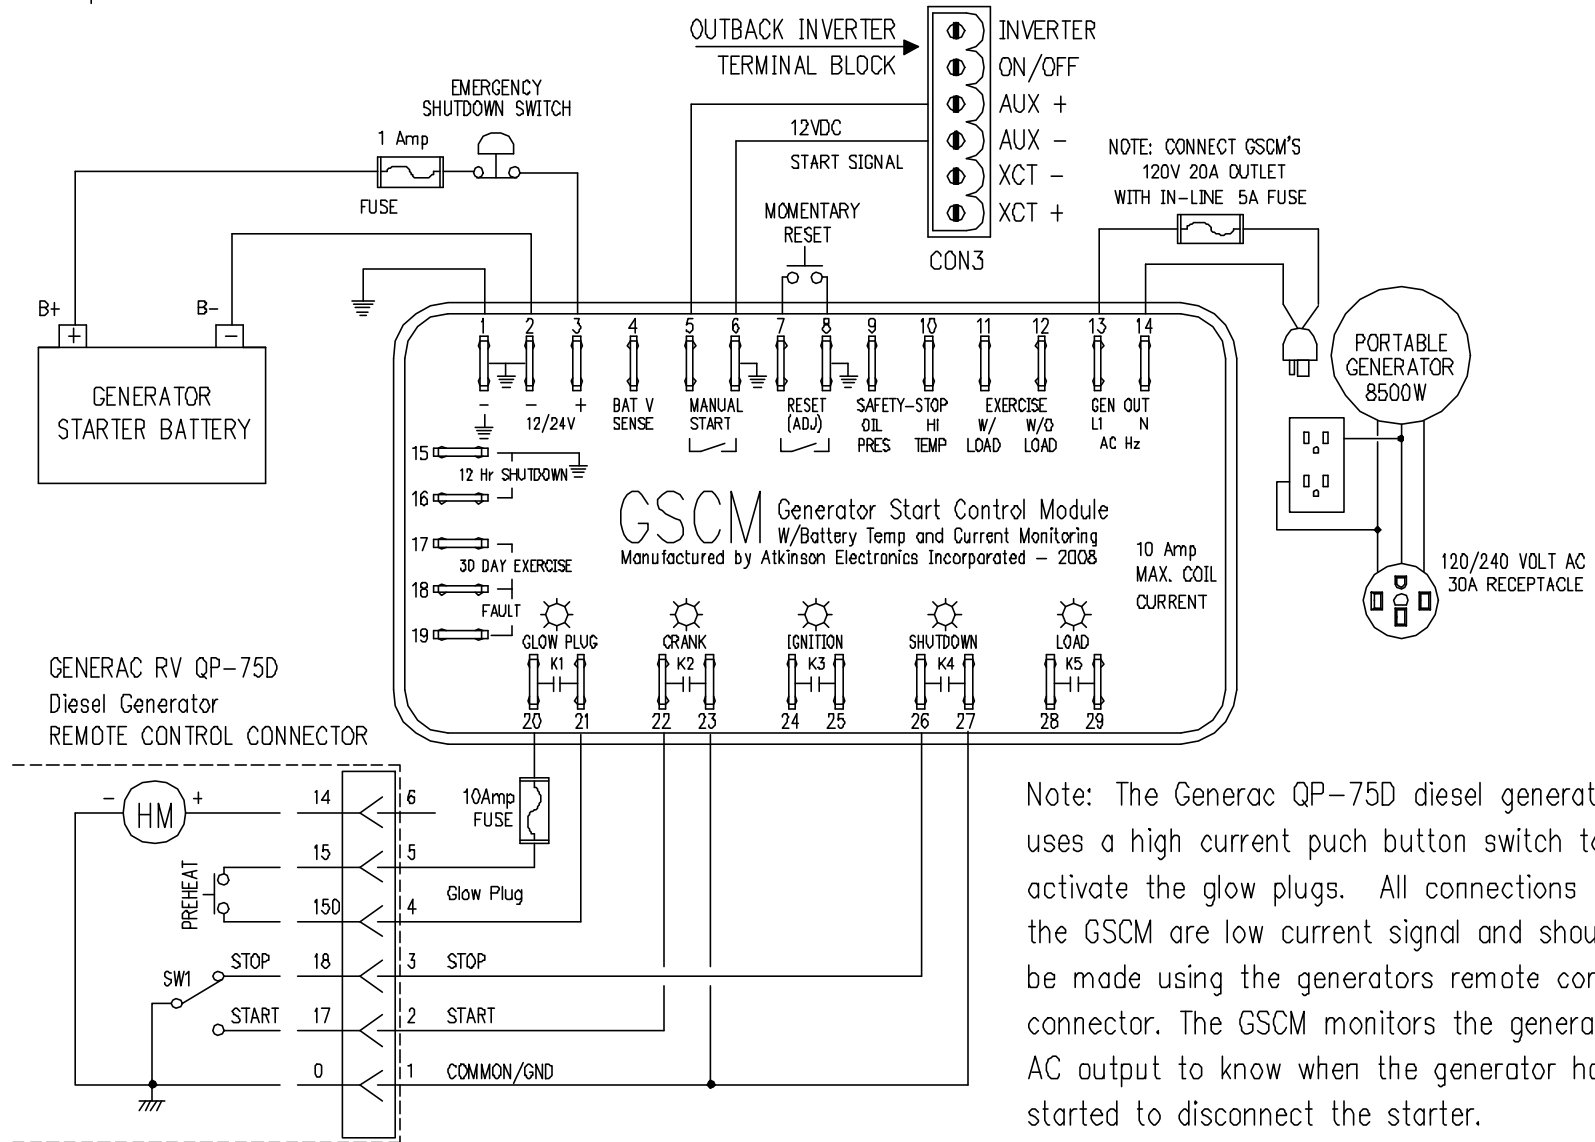 OUTBACK INVERTER
TERMINAL BLOCK
INVERTER
ON/OFF
AUX +
AUX -
XCT -
XCT +
CON3
EMERGENCY
SHUTDOWN SWITCH
1 Amp
FUSE
12VDC
START SIGNAL
MOMENTARY
RESET
NOTE: CONNECT GSCM'S
120V 20A OUTLET
WITH IN-LINE 5A FUSE
B+
B-
+
-
GENERATOR
STARTER BATTERY
PORTABLE
GENERATOR
8500W
120/240 VOLT AC
30A RECEPTACLE
1 2 3 4 5 6 7 8 9 10 11 12 13 14
- - +
12/24V
BAT V
SENSE
MANUAL
START
RESET
(ADJ)
SAFETY-STOP
OIL
PRES
HI
TEMP
EXERCISE
W/
LOAD
W/O
LOAD
GEN OUT
L1 N
AC Hz
15
12 Hr SHUTDOWN
16
17
30 DAY EXERCISE
18
FAULT
19
GSCM
Generator Start Control Module
W/Battery Temp and Current Monitoring
Manufactured by Atkinson Electronics Incorporated - 2008
10 Amp
MAX. COIL
CURRENT
GLOW PLUG
K1
CRANK
K2
IGNITION
K3
SHUTDOWN
K4
LOAD
K5
20 21 22 23 24 25 26 27 28 29
GENERAC RV QP-75D
Diesel Generator
REMOTE CONTROL CONNECTOR
- HM + 14 6
10Amp
FUSE
15 5
PREHEAT
Glow Plug
150 4
STOP 18 3 STOP
SW1
START 17 2 START
0 1 COMMON/GND
Note: The Generac QP-75D diesel generat
uses a high current puch button switch to
activate the glow plugs. All connections
the GSCM are low current signal and shou
be made using the generators remote con
connector. The GSCM monitors the genera
AC output to know when the generator ha
started to disconnect the starter.